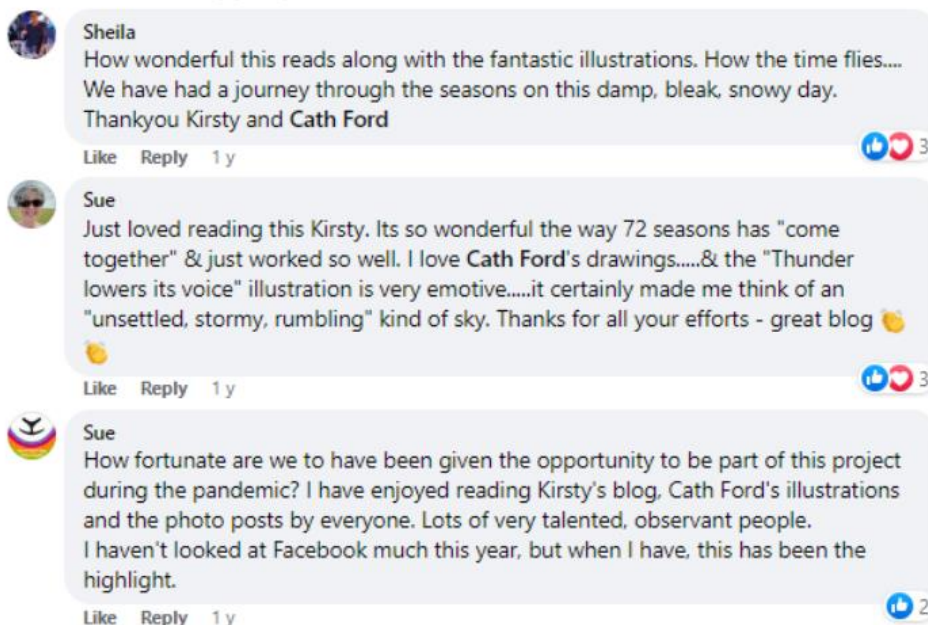 Sheila
How wonderful this reads along with the fantastic illustrations. How the time flies....
We have had a journey through the seasons on this damp, bleak, snowy day.
Thankyou Kirsty and Cath Ford
3
Like Reply 1 y
Sue
Just loved reading this Kirsty. Its so wonderful the way 72 seasons has "come
together" & just worked so well. I love Cath Ford's drawings.....& the "Thunder
lowers its voice" illustration is very emotive.....it certainly made me think of an
"unsettled, stormy, rumbling" kind of sky. Thanks for all your efforts - great blog 👏
👏
3
Like Reply 1 y
Sue
How fortunate are we to have been given the opportunity to be part of this project
during the pandemic? I have enjoyed reading Kirsty's blog, Cath Ford's illustrations
and the photo posts by everyone. Lots of very talented, observant people.
I haven't looked at Facebook much this year, but when I have, this has been the
highlight.
2
Like Reply 1 y